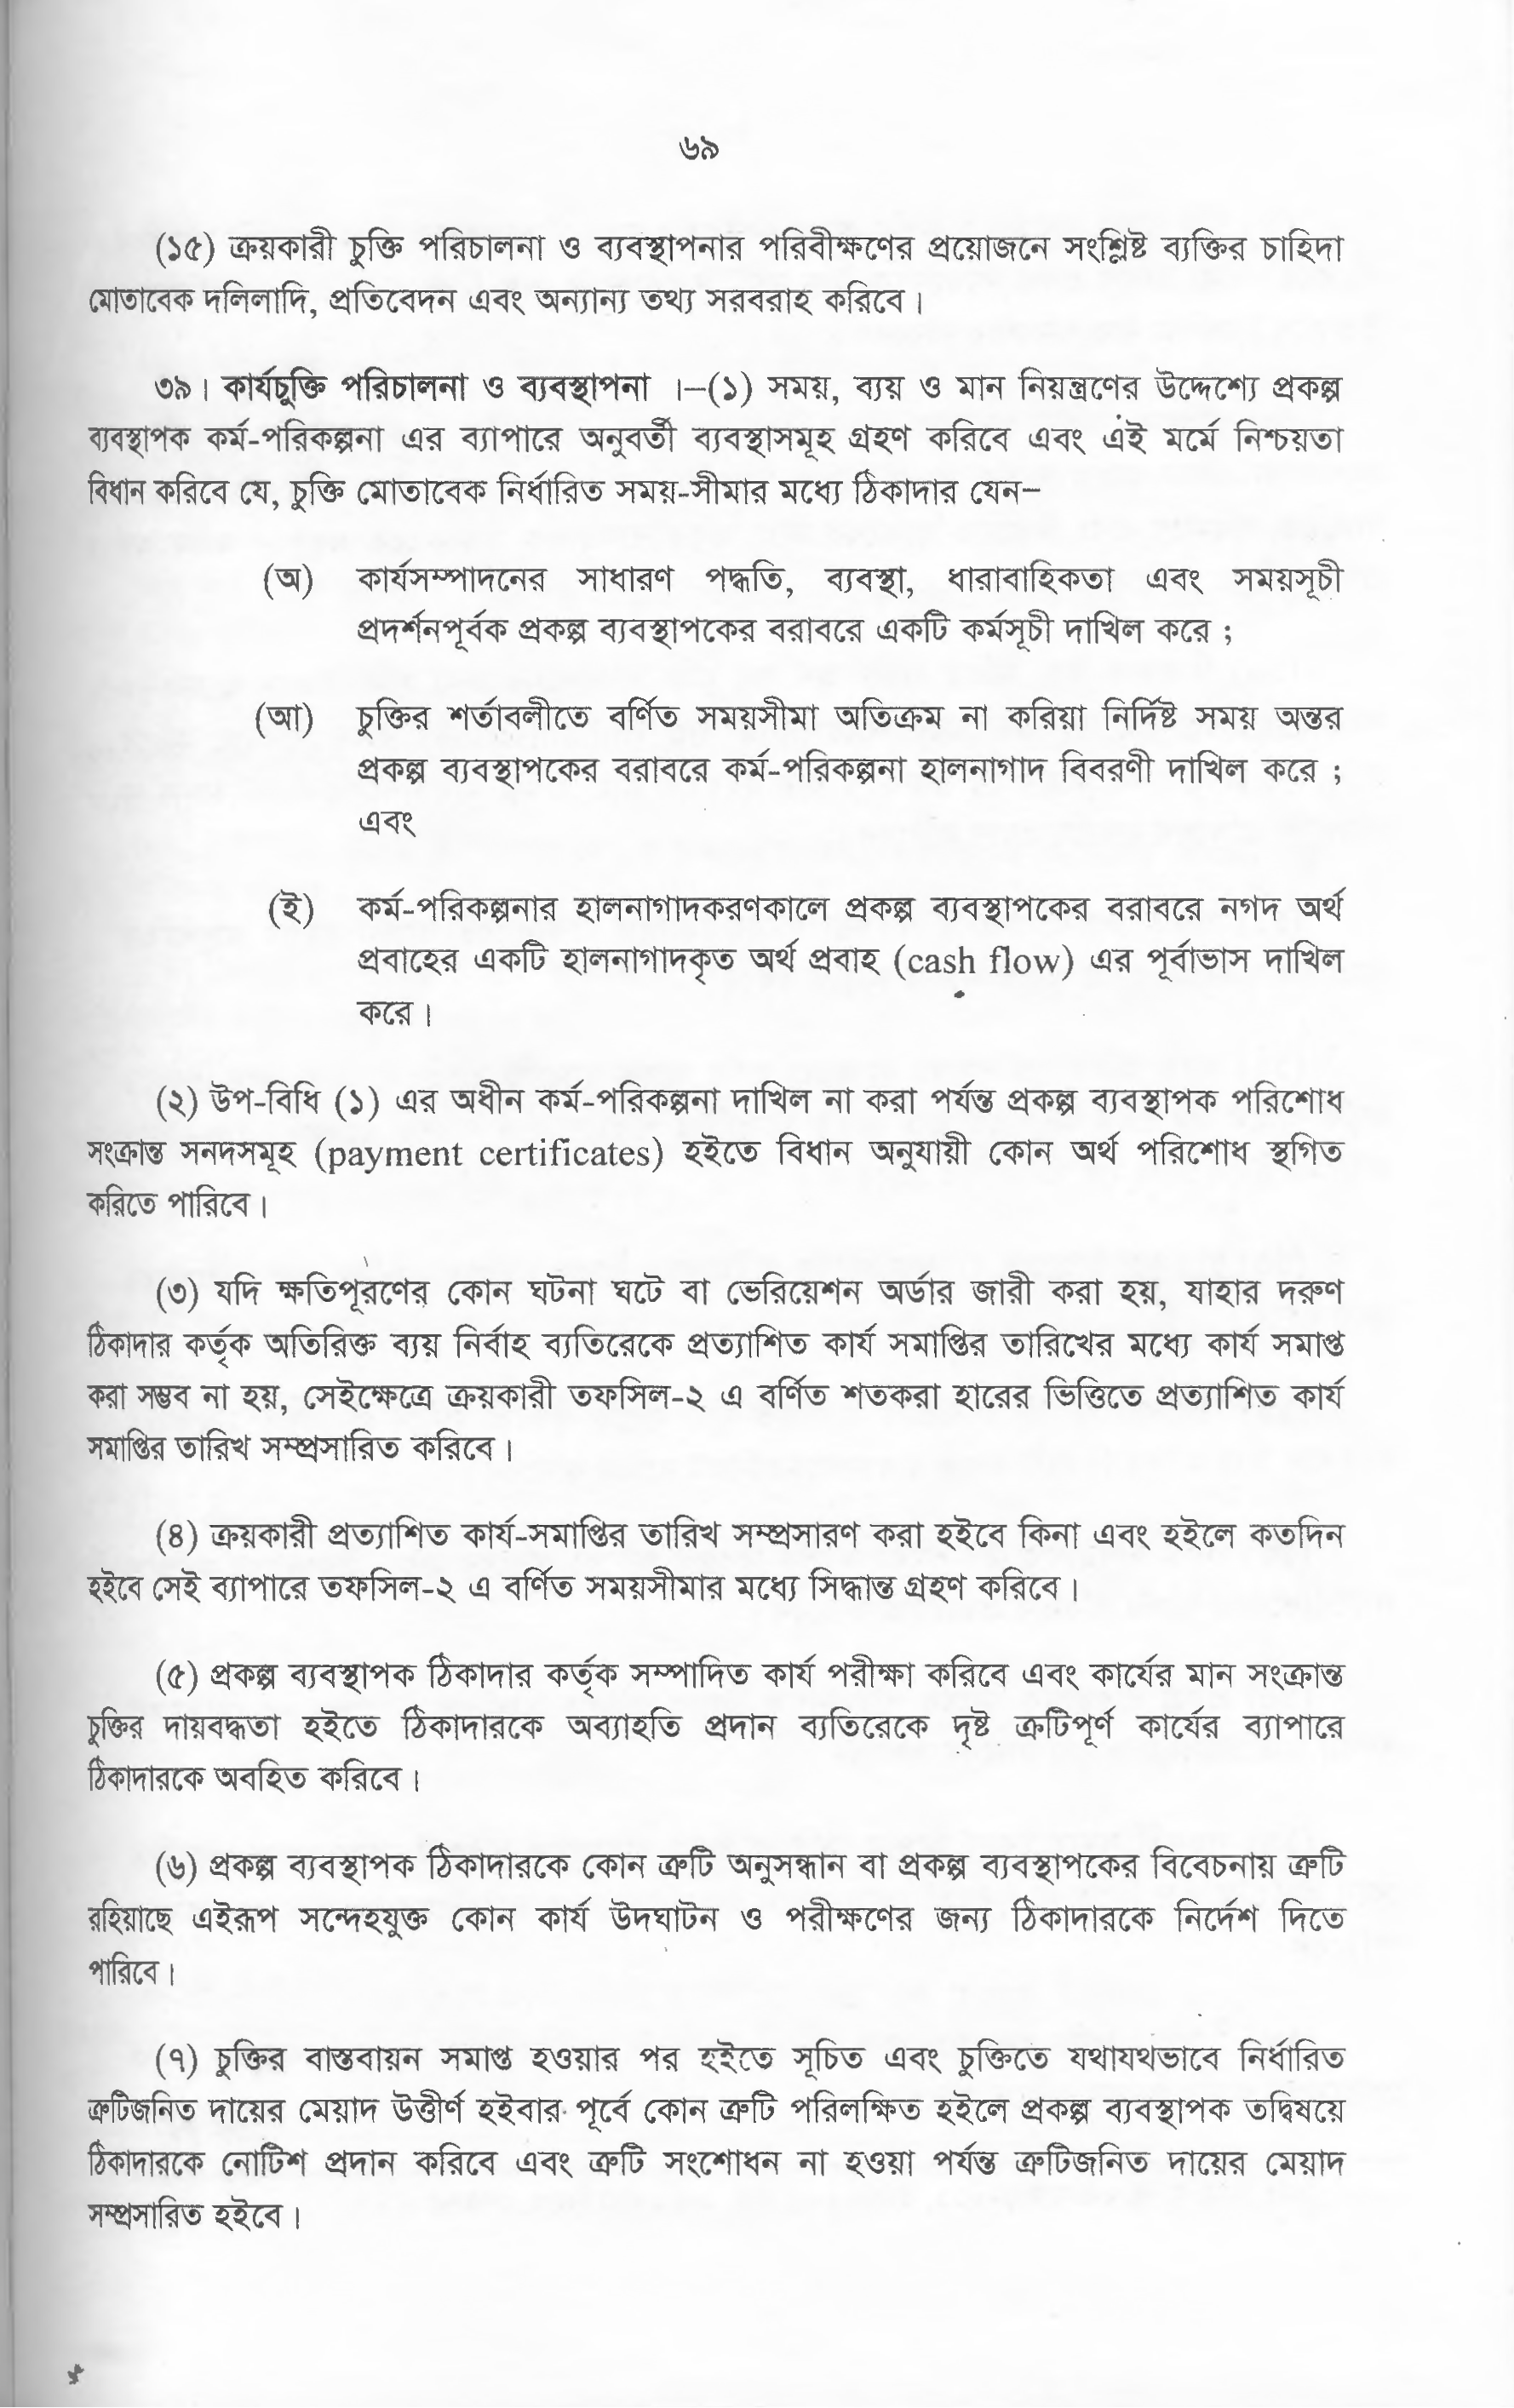 ৬৯
(১৫) ক্রয়কারী চুক্তি পরিচালনা ও ব্যবস্থাপনার পরিবীক্ষণের প্রয়োজনে সংশ্লিষ্ট ব্যক্তির চাহিদা
মোতাবেক দলিলাদি, প্রতিবেদন এবং অন্যান্য তথ্য সরবরাহ করিবে।
৩৯। কার্যচুক্তি পরিচালনা ও ব্যবস্থাপনা ।–(১) সময়, ব্যয় ও মান নিয়ন্ত্রণের উদ্দেশ্যে প্রকল্প
ব্যবস্থাপক কর্ম-পরিকল্পনা এর ব্যাপারে অনুবর্তী ব্যবস্থাসমূহ গ্রহণ করিবে এবং এই মর্মে নিশ্চয়তা
বিধান করিবে যে, চুক্তি মোতাবেক নির্ধারিত সময়-সীমার মধ্যে ঠিকাদার যেন–
(অ) কার্যসম্পাদনের সাধারণ পদ্ধতি, ব্যবস্থা, ধারাবাহিকতা এবং সময়সূচী
প্রদর্শনপূর্বক প্রকল্প ব্যবস্থাপকের বরাবরে একটি কর্মসূচী দাখিল করে ;
(আ) চুক্তির শর্তাবলীতে বর্ণিত সময়সীমা অতিক্রম না করিয়া নির্দিষ্ট সময় অন্তর
প্রকল্প ব্যবস্থাপকের বরাবরে কর্ম-পরিকল্পনা হালনাগাদ বিবরণী দাখিল করে ;
এবং
(ই) কর্ম-পরিকল্পনার হালনাগাদকরণকালে প্রকল্প ব্যবস্থাপকের বরাবরে নগদ অর্থ
প্রবাহের একটি হালনাগাদকৃত অর্থ প্রবাহ (cash flow) এর পূর্বাভাস দাখিল
করে।
(২) উপ-বিধি (১) এর অধীন কর্ম-পরিকল্পনা দাখিল না করা পর্যন্ত প্রকল্প ব্যবস্থাপক পরিশোধ
সংক্রান্ত সনদসমূহ (payment certificates) হইতে বিধান অনুযায়ী কোন অর্থ পরিশোধ স্থগিত
করিতে পারিবে।
(৩) যদি ক্ষতিপূরণের কোন ঘটনা ঘটে বা ভেরিয়েশন অর্ডার জারী করা হয়, যাহার দরুণ
ঠিকাদার কর্তৃক অতিরিক্ত ব্যয় নির্বাহ ব্যতিরেকে প্রত্যাশিত কার্য সমাপ্তির তারিখের মধ্যে কার্য সমাপ্ত
করা সম্ভব না হয়, সেইক্ষেত্রে ক্রয়কারী তফসিল-২ এ বর্ণিত শতকরা হারের ভিত্তিতে প্রত্যাশিত কার্য
সমাপ্তির তারিখ সম্প্রসারিত করিবে।
(৪) ক্রয়কারী প্রত্যাশিত কার্য-সমাপ্তির তারিখ সম্প্রসারণ করা হইবে কিনা এবং হইলে কতদিন
হইবে সেই ব্যাপারে তফসিল-২ এ বর্ণিত সময়সীমার মধ্যে সিদ্ধান্ত গ্রহণ করিবে।
(৫) প্রকল্প ব্যবস্থাপক ঠিকাদার কর্তৃক সম্পাদিত কার্য পরীক্ষা করিবে এবং কার্যের মান সংক্রান্ত
চুক্তির দায়বদ্ধতা হইতে ঠিকাদারকে অব্যাহতি প্রদান ব্যতিরেকে দৃষ্ট ক্রটিপূর্ণ কার্যের ব্যাপারে
ঠিকাদারকে অবহিত করিবে।
(৬) প্রকল্প ব্যবস্থাপক ঠিকাদারকে কোন ত্রুটি অনুসন্ধান বা প্রকল্প ব্যবস্থাপকের বিবেচনায় ত্রুটি
রহিয়াছে এইরূপ সন্দেহযুক্ত কোন কার্য উদঘাটন ও পরীক্ষণের জন্য ঠিকাদারকে নির্দেশ দিতে
পারিবে।
(৭) চুক্তির বাস্তবায়ন সমাপ্ত হওয়ার পর হইতে সূচিত এবং চুক্তিতে যথাযথভাবে নির্ধারিত
ত্রুটিজনিত দায়ের মেয়াদ উত্তীর্ণ হইবার পূর্বে কোন ত্রুটি পরিলক্ষিত হইলে প্রকল্প ব্যবস্থাপক তদ্বিষয়ে
ঠিকাদারকে নোটিশ প্রদান করিবে এবং ত্রুটি সংশোধন না হওয়া পর্যন্ত ত্রুটিজনিত দায়ের মেয়াদ
সম্প্রসারিত হইবে।